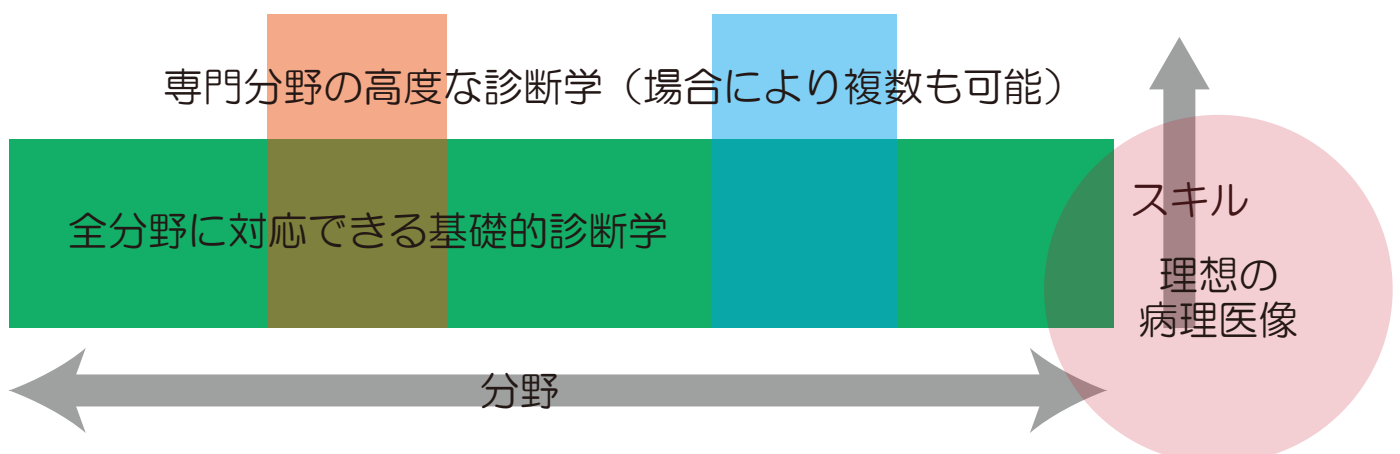 専門分野の高度な診断学（場合により複数も可能）
全分野に対応できる基礎的診断学
スキル
理想の
病理医像
分野